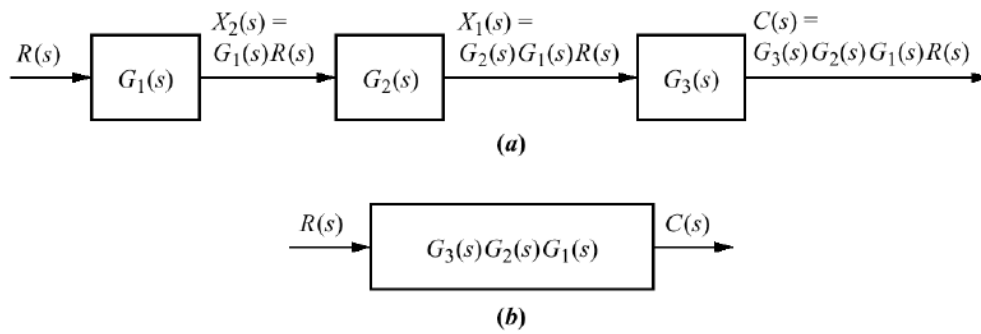 R(s)
G₁(s)
X₂(s) =
G₁(s)R(s)
G₂(s)
X₁(s) =
G₂(s)G₁(s)R(s)
G₃(s)
C(s) =
G₃(s)G₂(s)G₁(s)R(s)
(a)
R(s)
G₃(s)G₂(s)G₁(s)
C(s)
(b)